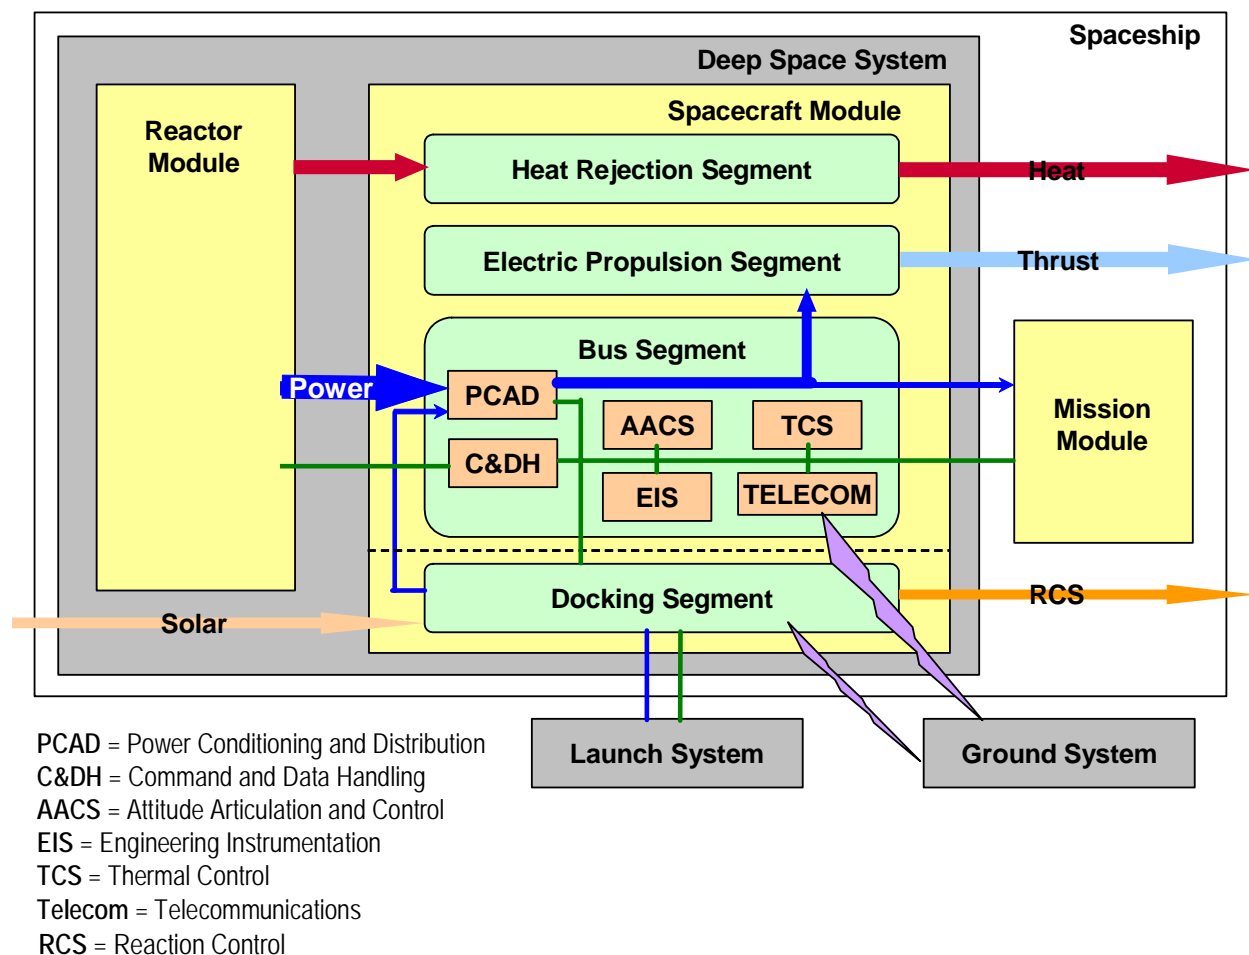 Spaceship
Deep Space System
Spacecraft Module
Reactor
Module
Heat Rejection Segment
Heat
Electric Propulsion Segment
Thrust
Bus Segment
Power
PCAD
AACS
TCS
Mission
Module
C&DH
EIS
TELECOM
Docking Segment
RCS
Solar
Launch System
Ground System
PCAD = Power Conditioning and Distribution
C&DH = Command and Data Handling
AACS = Attitude Articulation and Control
EIS = Engineering Instrumentation
TCS = Thermal Control
Telecom = Telecommunications
RCS = Reaction Control